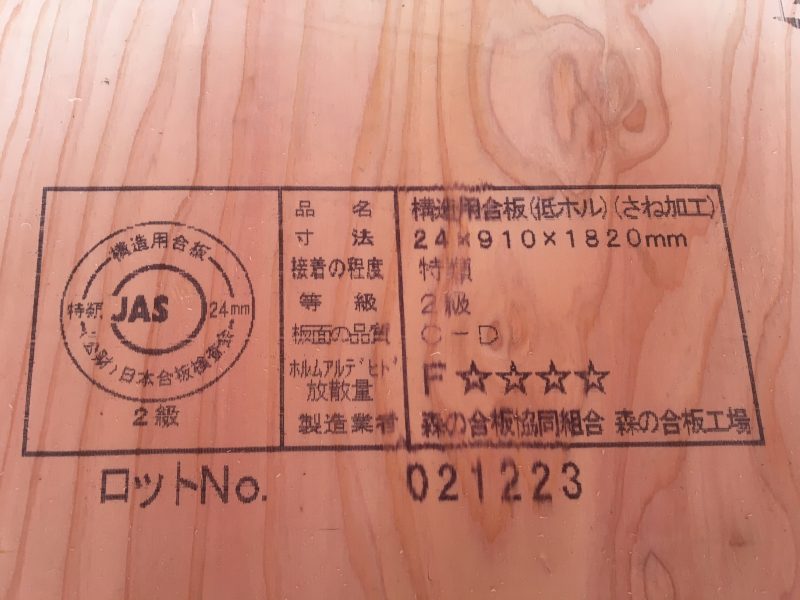 構造用合板
特類 JAS 24mm
(公財)日本合板検査会
2級
品名 構造用合板(低ホル)(さね加工)
寸法 24×910×1820mm
接着の程度 特類
等級 2級
板面の品質 C-D
ホルムアルデヒド放散量 F☆☆☆☆
製造業者 森の合板協同組合 森の合板工場
ロットNo. 021223